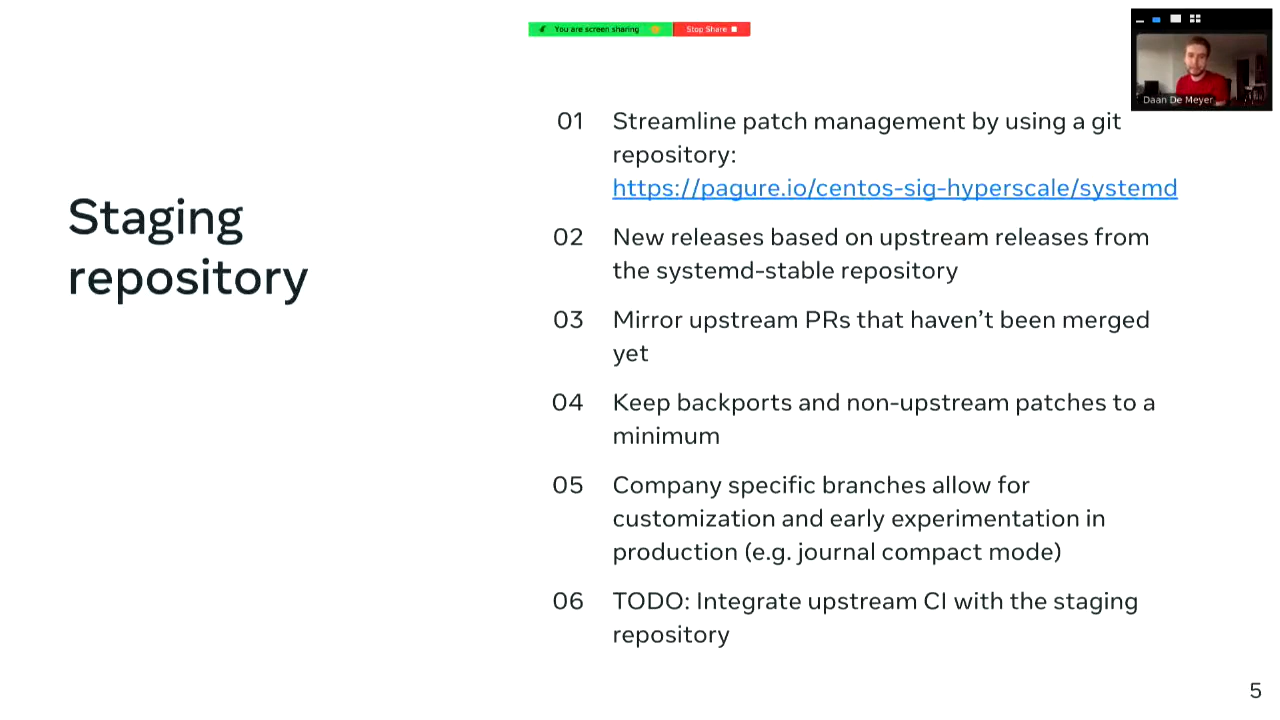 You are screen sharing
Stop Share
Daan De Meyer
Staging
repository
01 Streamline patch management by using a git
repository:
https://pagure.io/centos-sig-hyperscale/systemd
02 New releases based on upstream releases from
the systemd-stable repository
03 Mirror upstream PRs that haven’t been merged
yet
04 Keep backports and non-upstream patches to a
minimum
05 Company specific branches allow for
customization and early experimentation in
production (e.g. journal compact mode)
06 TODO: Integrate upstream CI with the staging
repository
5